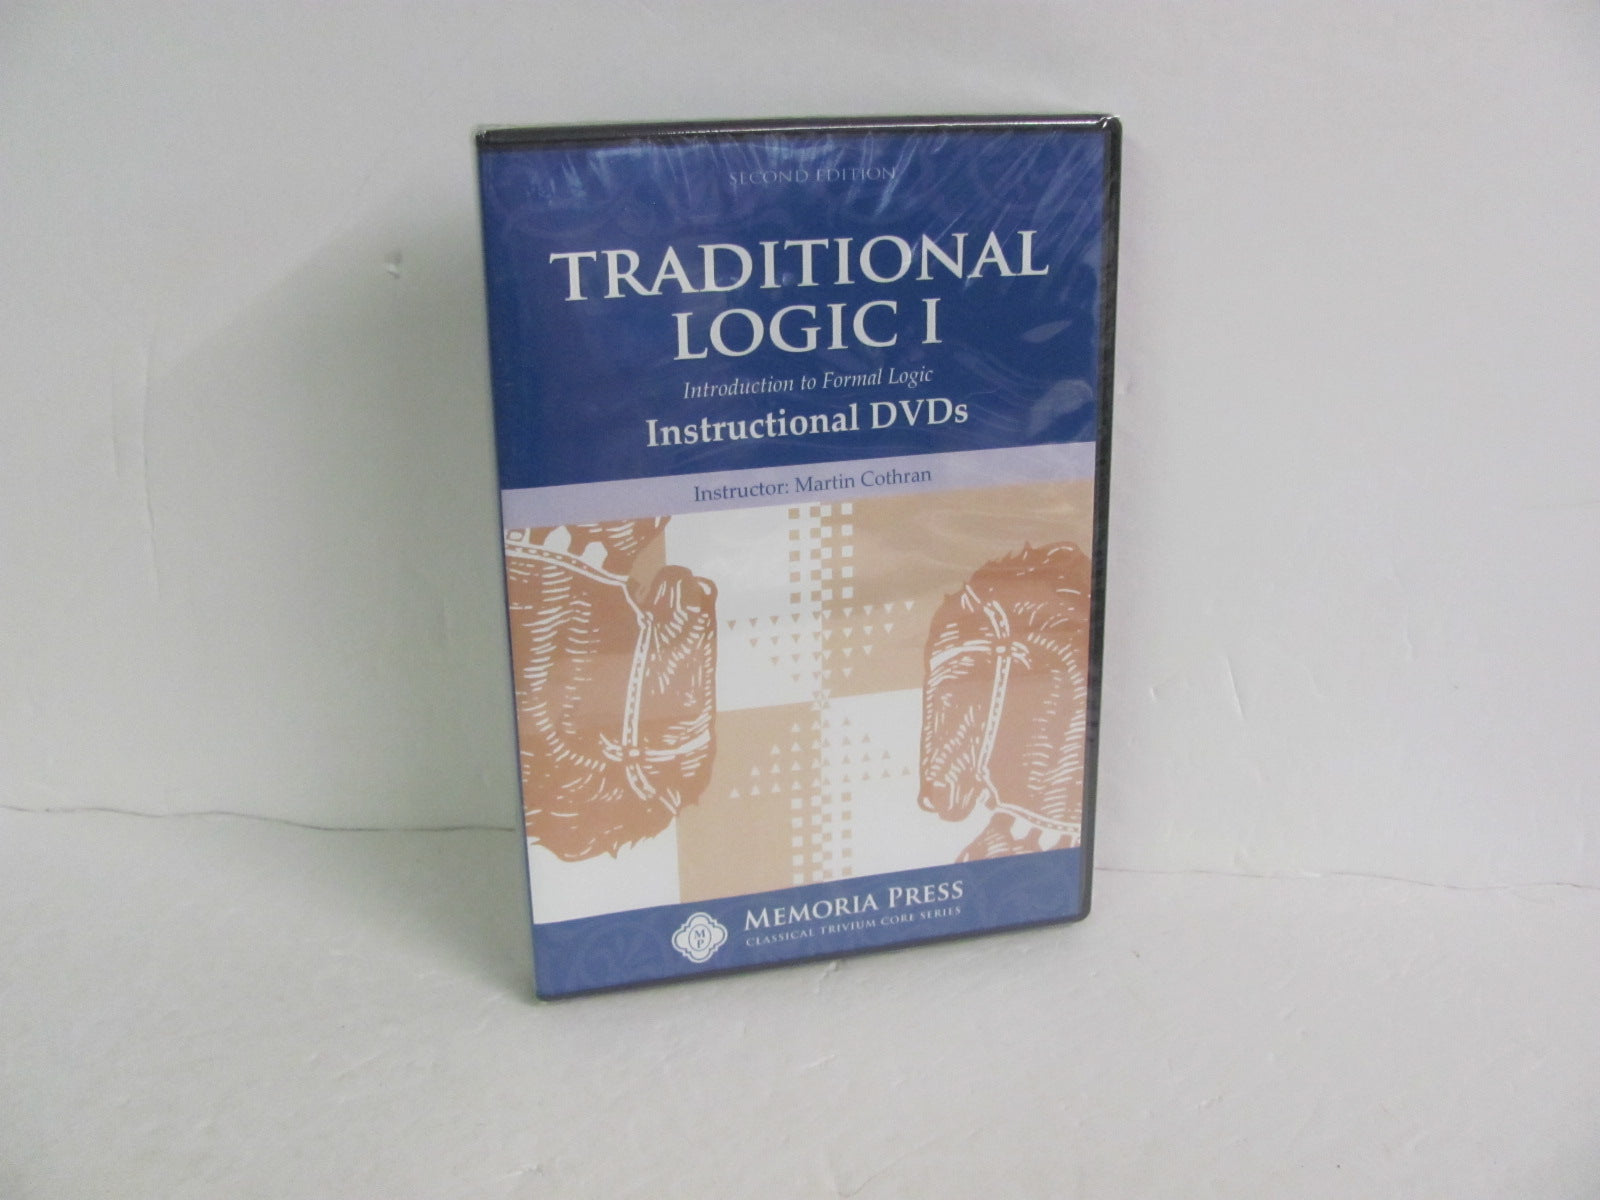 SECOND EDITION
TRADITIONAL
LOGIC I
Introduction to Formal Logic
Instructional DVDs
Instructor: Martin Cothran
M
P
MEMORIA PRESS
CLASSICAL TRIVIUM CORE SERIES